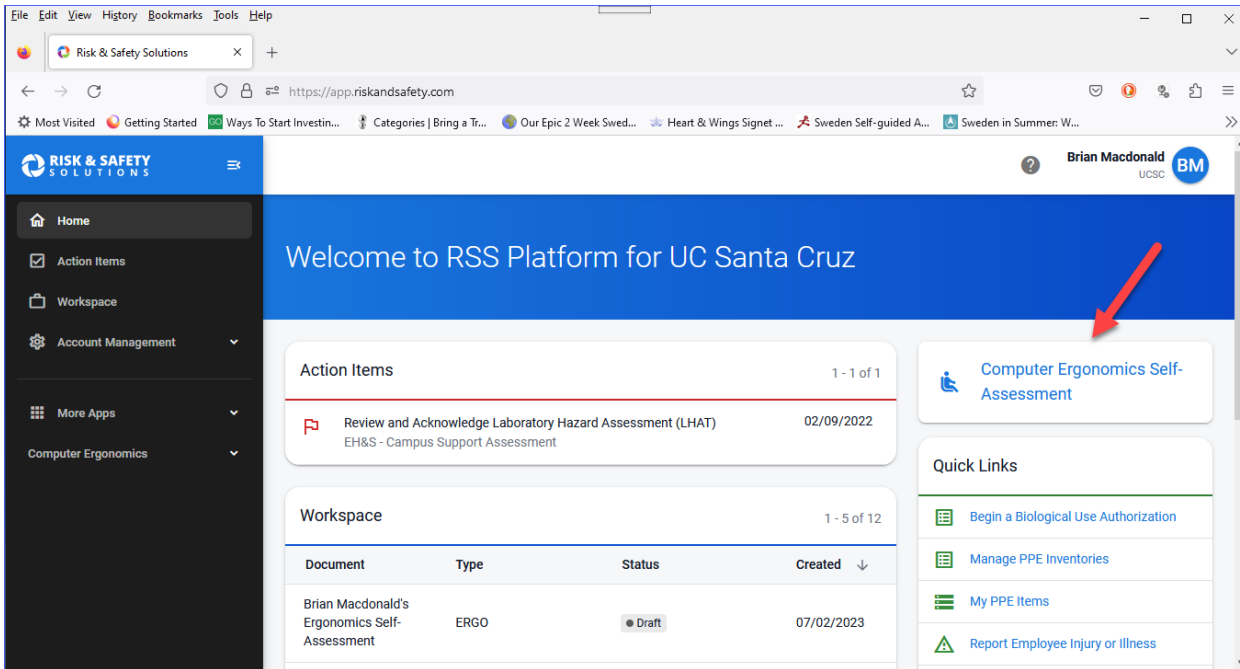 File Edit View History Bookmarks Tools Help
Risk & Safety Solutions
https://app.riskandsafety.com
Most Visited Getting Started GO Ways To Start Investin... Categories | Bring a Tr... Our Epic 2 Week Swed... Heart & Wings Signet ... Sweden Self-guided A... Sweden in Summer: W...
RISK & SAFETY
SOLUTIONS
Brian Macdonald
UCSC
BM
Home
Action Items
Workspace
Account Management
More Apps
Computer Ergonomics
Welcome to RSS Platform for UC Santa Cruz
Action Items 1 - 1 of 1
Review and Acknowledge Laboratory Hazard Assessment (LHAT) 02/09/2022
EH&S - Campus Support Assessment
Workspace 1 - 5 of 12
Document Type Status Created
Brian Macdonald's
Ergonomics Self-
Assessment
ERGO Draft 07/02/2023
Computer Ergonomics Self-
Assessment
Quick Links
Begin a Biological Use Authorization
Manage PPE Inventories
My PPE Items
Report Employee Injury or Illness